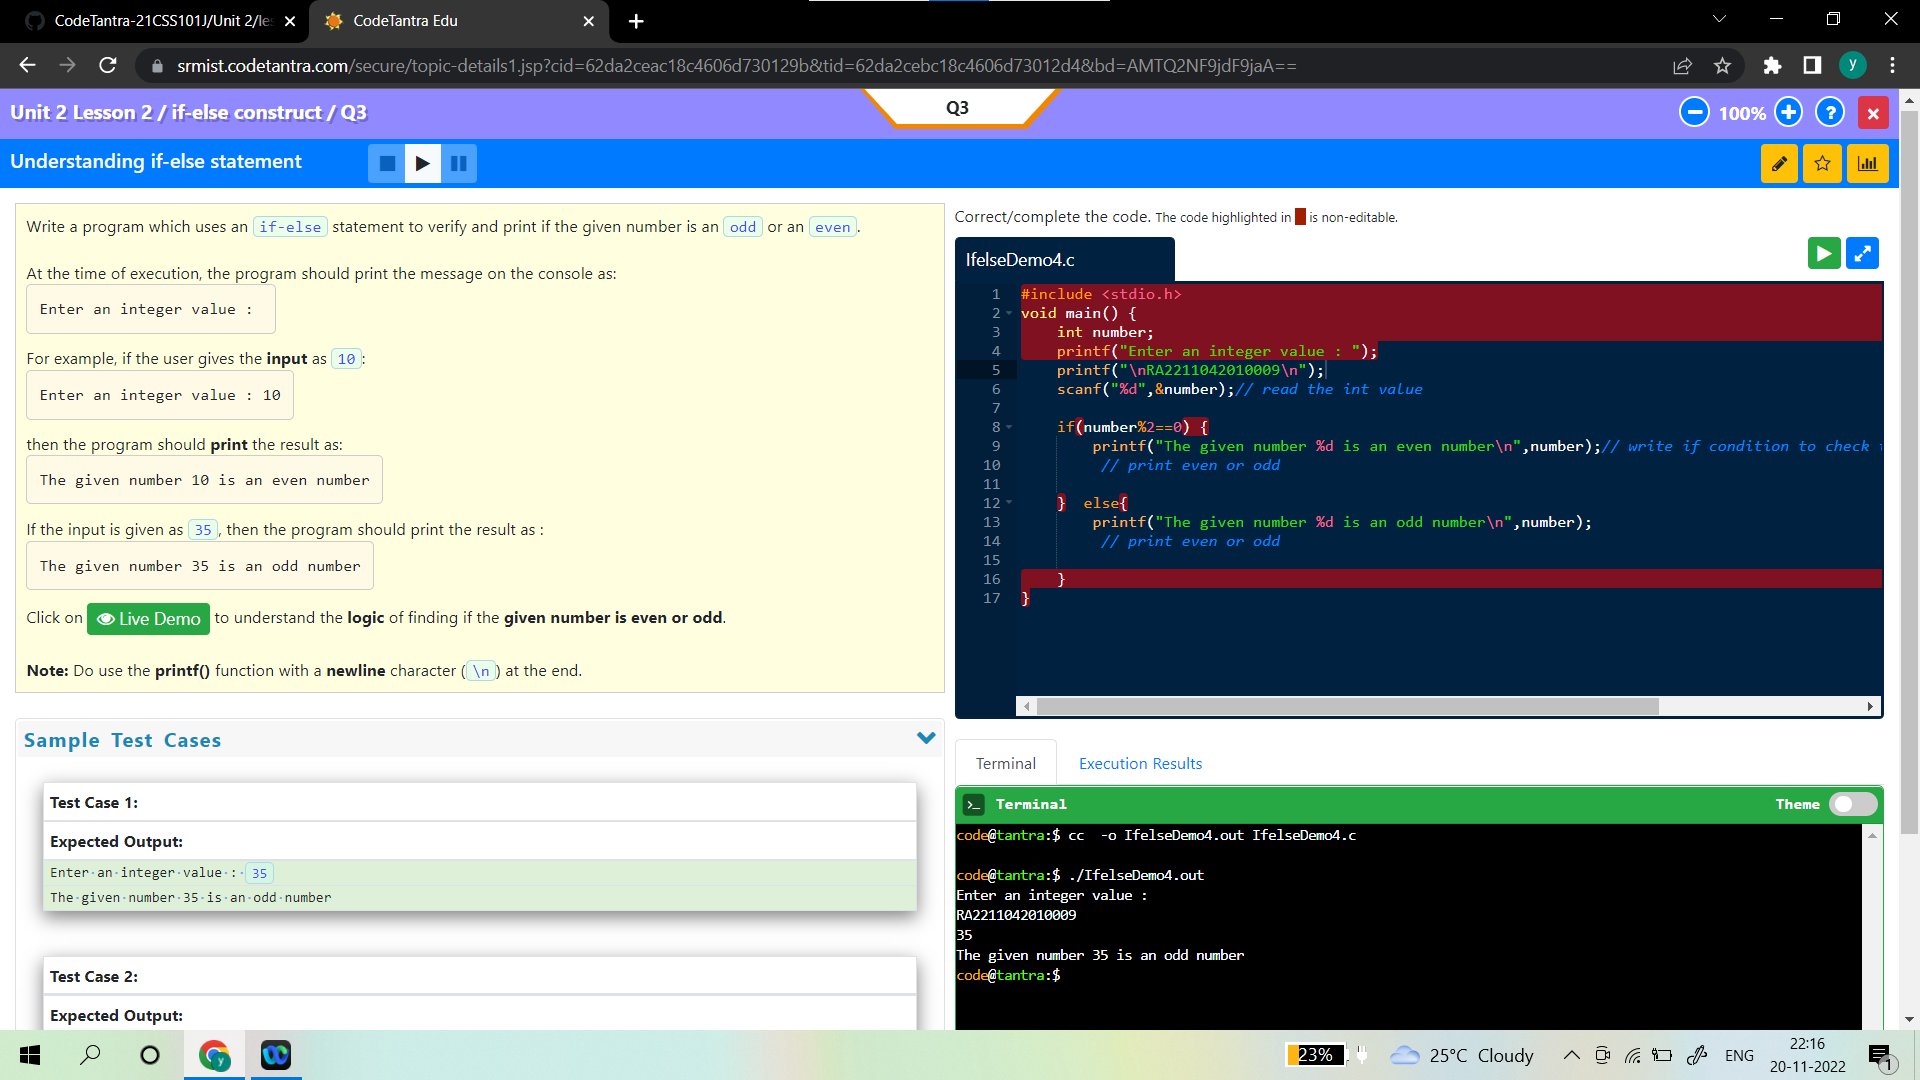 CodeTantra-21CSS101J/Unit 2/les
CodeTantra Edu
srmist.codetantra.com/secure/topic-details1.jsp?cid=62da2ceac18c4606d730129b&tid=62da2cebc18c4606d73012d4&bd=AMTQ2NF9jdF9jaA==
y
Unit 2 Lesson 2 / if-else construct / Q3
Q3
100%
?
Understanding if-else statement
Write a program which uses an if-else statement to verify and print if the given number is an odd or an even.
At the time of execution, the program should print the message on the console as:
Enter an integer value :
For example, if the user gives the input as 10:
Enter an integer value : 10
then the program should print the result as:
The given number 10 is an even number
If the input is given as 35, then the program should print the result as :
The given number 35 is an odd number
Click on Live Demo to understand the logic of finding if the given number is even or odd.
Note: Do use the printf() function with a newline character (\n) at the end.
Sample Test Cases
Test Case 1:
Expected Output:
Enter·an·integer·value·:·35
The·given·number·35·is·an·odd·number
Test Case 2:
Expected Output:
Correct/complete the code. The code highlighted in is non-editable.
IfelseDemo4.c
1 #include <stdio.h>
2 void main() {
3 int number;
4 printf("Enter an integer value : ");
5 printf("\nRA2211042010009\n");
6 scanf("%d",&number);// read the int value
7
8 if(number%2==0) {
9 printf("The given number %d is an even number\n",number);// write if condition to check
10 // print even or odd
11
12 } else{
13 printf("The given number %d is an odd number\n",number);
14 // print even or odd
15
16 }
17 }
Terminal
Execution Results
>_ Terminal
Theme
code@tantra:$ cc -o IfelseDemo4.out IfelseDemo4.c
code@tantra:$ ./IfelseDemo4.out
Enter an integer value :
RA2211042010009
35
The given number 35 is an odd number
code@tantra:$
23%
25°C Cloudy
ENG
22:16
20-11-2022
1